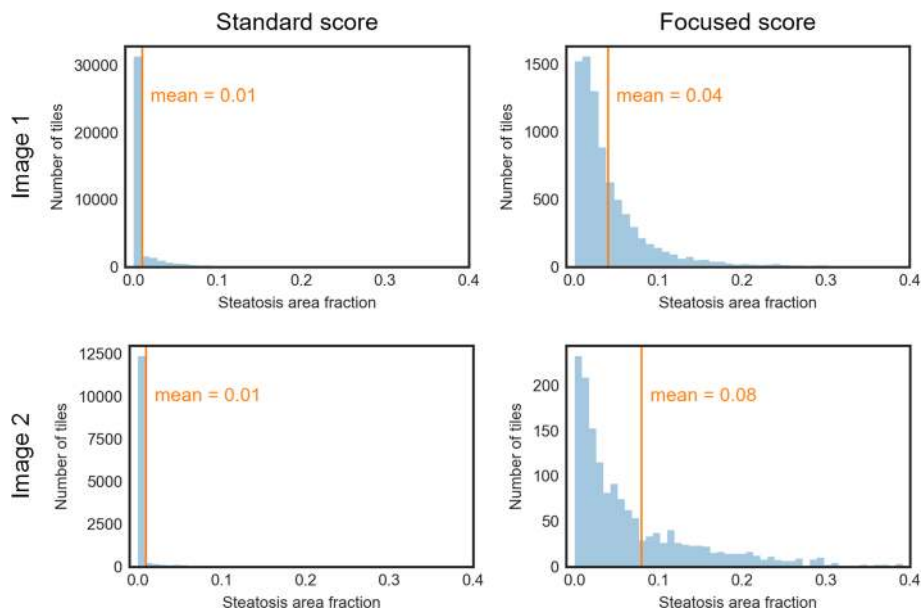 Standard score
Focused score
Image 1
Number of tiles
30000
20000
10000
0
mean = 0.01
Steatosis area fraction
0.1
0.2
0.3
0.4
0.0
Number of tiles
1500
1000
500
0
mean = 0.04
0.0
0.1
0.2
0.3
0.4
Steatosis area fraction
Image 2
Number of tiles
12500
10000
7500
5000
2500
0
mean = 0.01
0.0
0.1
0.2
0.3
0.4
Steatosis area fraction
Number of tiles
200
150
100
50
0
mean = 0.08
0.0
0.1
0.2
0.3
0.4
Steatosis area fraction